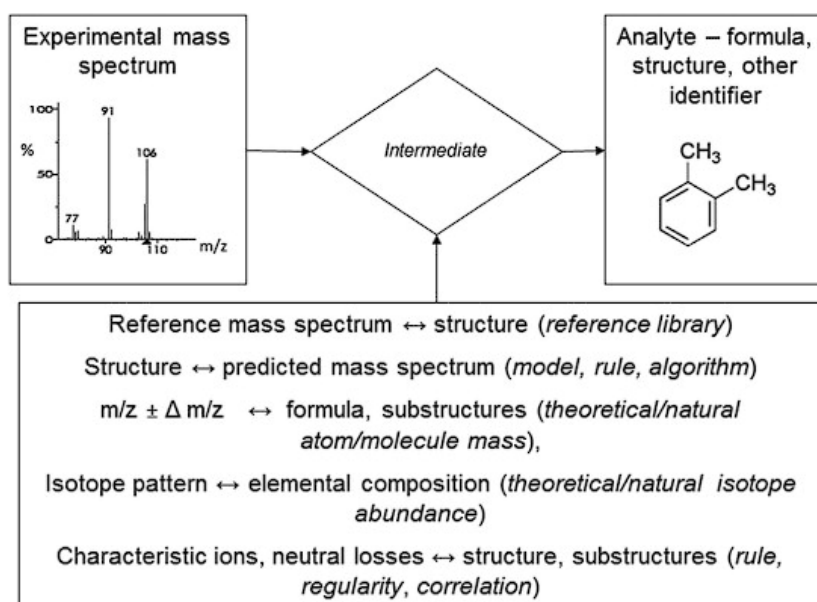 Experimental mass
spectrum
100
91
%
106
50
77
0
90
110
m/z
Intermediate
Analyte – formula,
structure, other
identifier
CH3
CH3
Reference mass spectrum ↔ structure (reference library)
Structure ↔ predicted mass spectrum (model, rule, algorithm)
m/z ± Δ m/z ↔ formula, substructures (theoretical/natural
atom/molecule mass),
Isotope pattern ↔ elemental composition (theoretical/natural isotope
abundance)
Characteristic ions, neutral losses ↔ structure, substructures (rule,
regularity, correlation)